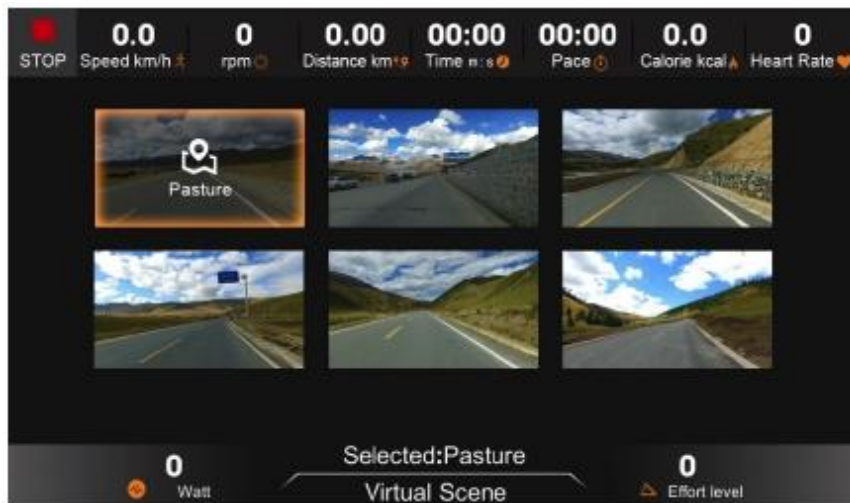 0.0 0 0.00 00:00 00:00 0.0 0
STOP Speed km/h rpm Distance km Time m:s Pace Calorie kcal Heart Rate
Pasture
Selected:Pasture
0 0
Watt Virtual Scene Effort level